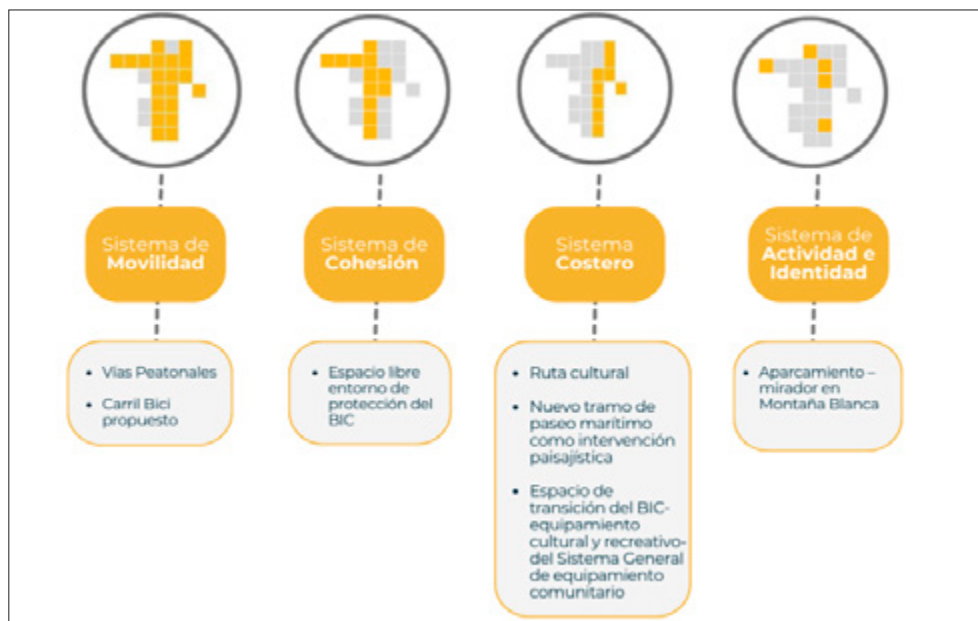 Sistema de
Movilidad
Sistema de
Cohesión
Sistema
Costero
Sistema de
Actividad e
Identidad
• Vías Peatonales
• Carril Bici
propuesto
• Espacio libre
entorno de
protección del
BIC
• Ruta cultural
• Nuevo tramo de
paseo marítimo
como intervención
paisajística
• Espacio de
transición del BIC-
equipamiento
cultural y recreativo-
del Sistema General
de equipamiento
comunitario
• Aparcamiento –
mirador en
Montaña Blanca